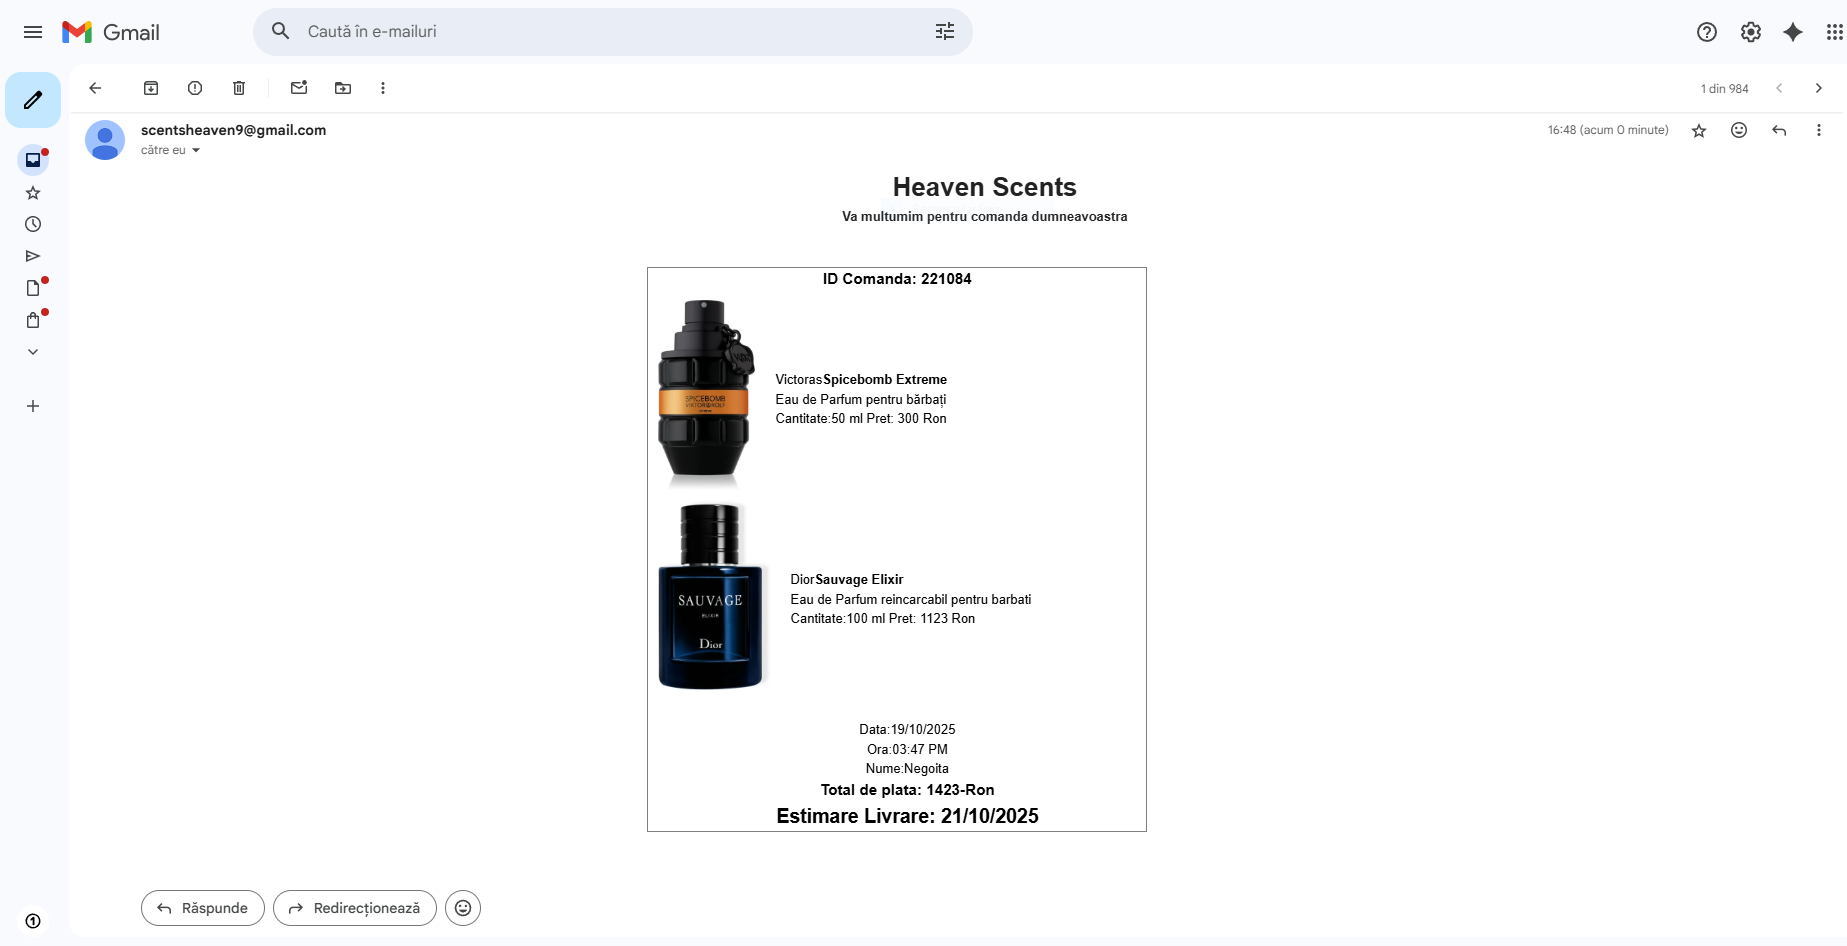 Gmail
Caută în e-mailuri
1 din 984
scentsheaven9@gmail.com
16:48 (acum 0 minute)
către eu
Heaven Scents
Va multumim pentru comanda dumneavoastra
ID Comanda: 221084
SPICEBOMB
VIKTOR&ROLF
VictorasSpicebomb Extreme
Eau de Parfum pentru bărbați
Cantitate:50 ml Pret: 300 Ron
SAUVAGE
ELIXIR
Dior
DiorSauvage Elixir
Eau de Parfum reincarcabil pentru barbati
Cantitate:100 ml Pret: 1123 Ron
Data:19/10/2025
Ora:03:47 PM
Nume:Negoita
Total de plata: 1423-Ron
Estimare Livrare: 21/10/2025
Răspunde
Redirecționează